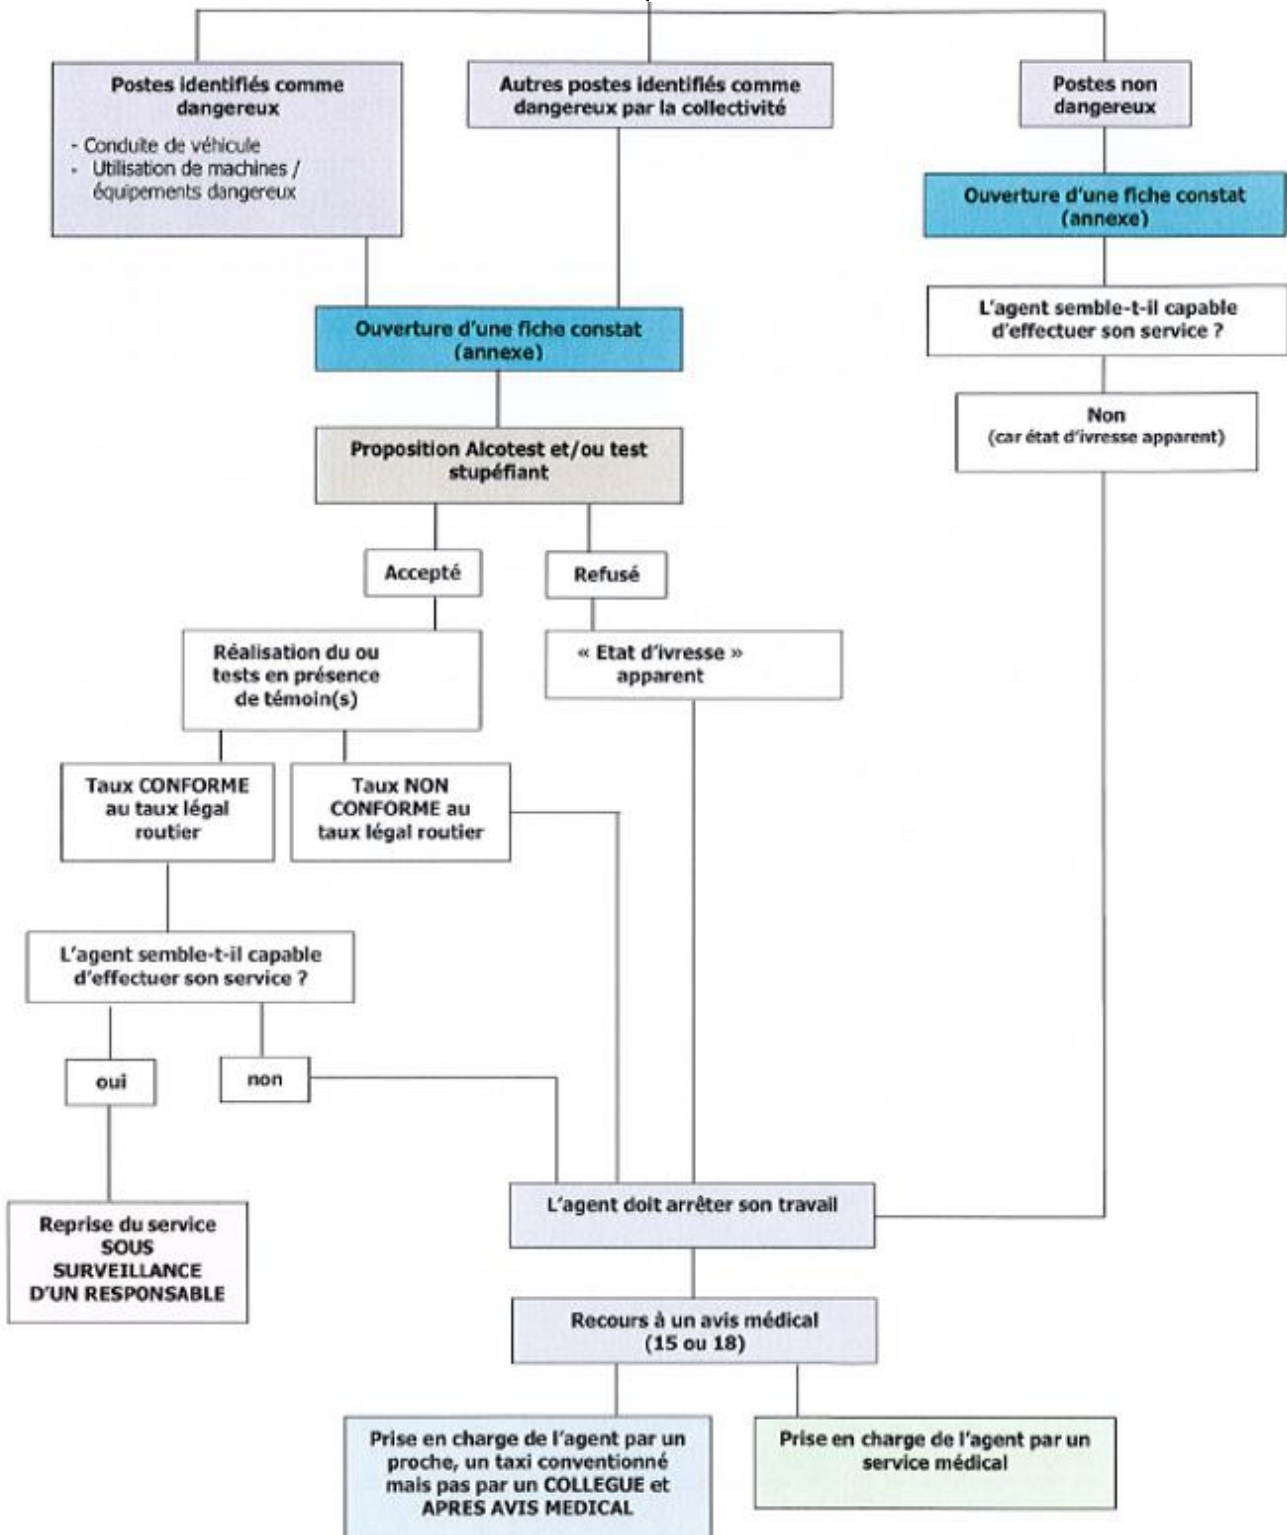 Postes identifiés comme
dangereux
- Conduite de véhicule
- Utilisation de machines /
équipements dangereux
Autres postes identifiés comme
dangereux par la collectivité
Postes non
dangereux
Ouverture d'une fiche constat
(annexe)
L'agent semble-t-il capable
d'effectuer son service ?
Non
(car état d'ivresse apparent)
Ouverture d'une fiche constat
(annexe)
Proposition Alcotest et/ou test
stupéfiant
Accepté
Refusé
Réalisation du ou
tests en présence
de témoin(s)
« Etat d'ivresse »
apparent
Taux CONFORME
au taux légal
routier
Taux NON
CONFORME au
taux légal routier
L'agent semble-t-il capable
d'effectuer son service ?
oui
non
Reprise du service
SOUS
SURVEILLANCE
D'UN RESPONSABLE
L'agent doit arrêter son travail
Recours à un avis médical
(15 ou 18)
Prise en charge de l'agent par un
proche, un taxi conventionné
mais pas par un COLLEGUE et
APRES AVIS MEDICAL
Prise en charge de l'agent par un
service médical